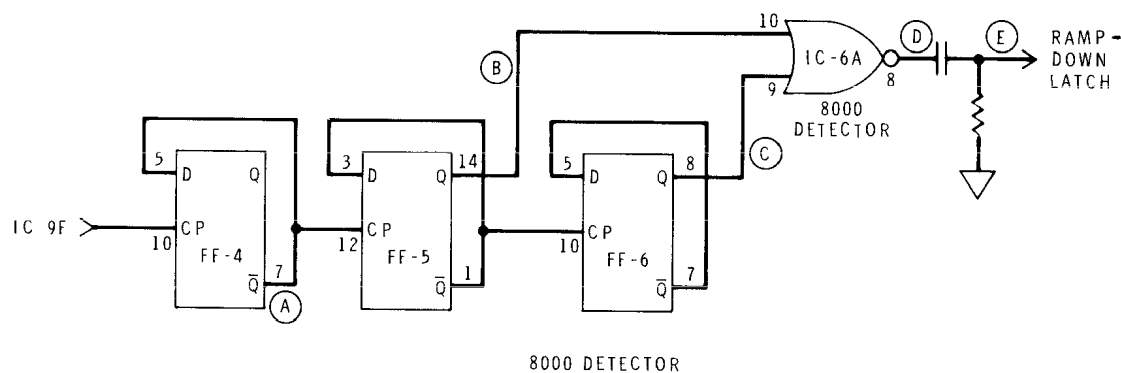 10
D
E
RAMP-
DOWN
LATCH
IC-6A
B
8
9
8000
DETECTOR
C
5
D
Q
3
D
14
Q
5
D
8
Q
IC 9F
CP
10
FF-4
CP
12
FF-5
CP
10
FF-6
7
Q̅
A
1
Q̅
7
Q̅
8000 DETECTOR